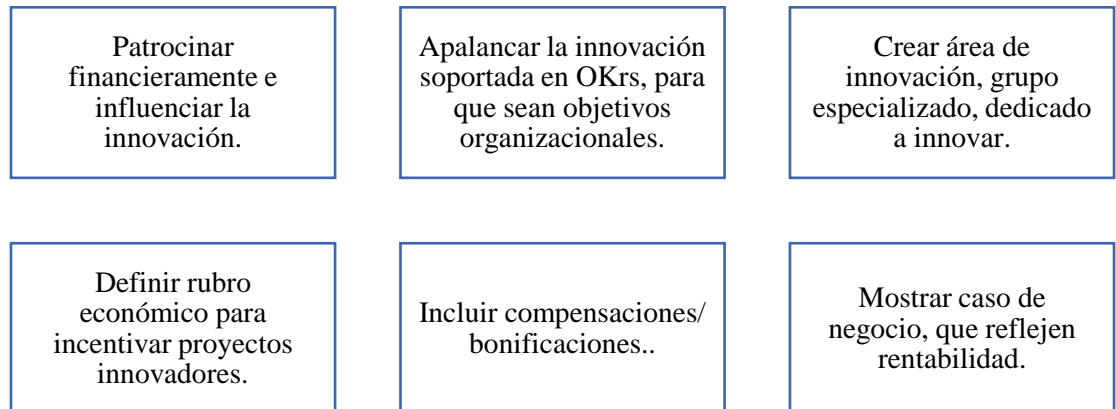 Patrocinar
financieramente e
influenciar la
innovación.
Apalancar la innovación
soportada en OKrs, para
que sean objetivos
organizacionales.
Crear área de
innovación, grupo
especializado, dedicado
a innovar.
Definir rubro
económico para
incentivar proyectos
innovadores.
Incluir compensaciones/
bonificaciones..
Mostrar caso de
negocio, que reflejen
rentabilidad.